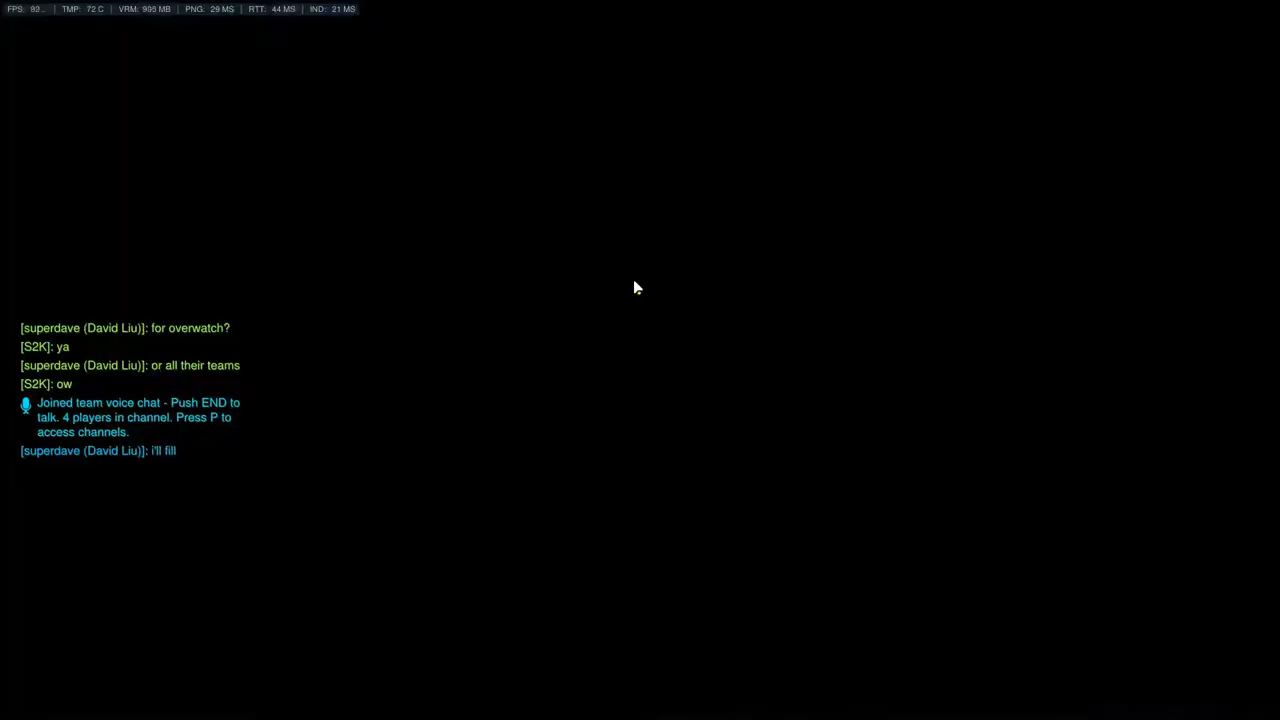 FPS: 92 .. | TMP: 72 C | VRM: 995 MB | PNG: 29 MS | RTT: 44 MS | IND: 21 MS
[superdave (David Liu)]: for overwatch?
[S2K]: ya
[superdave (David Liu)]: or all their teams
[S2K]: ow
Joined team voice chat - Push END to
talk. 4 players in channel. Press P to
access channels.
[superdave (David Liu)]: i'll fill